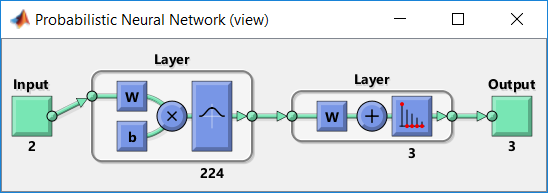 Probabilistic Neural Network (view)
Input
2
Layer
W
b
224
Layer
W
3
Output
3